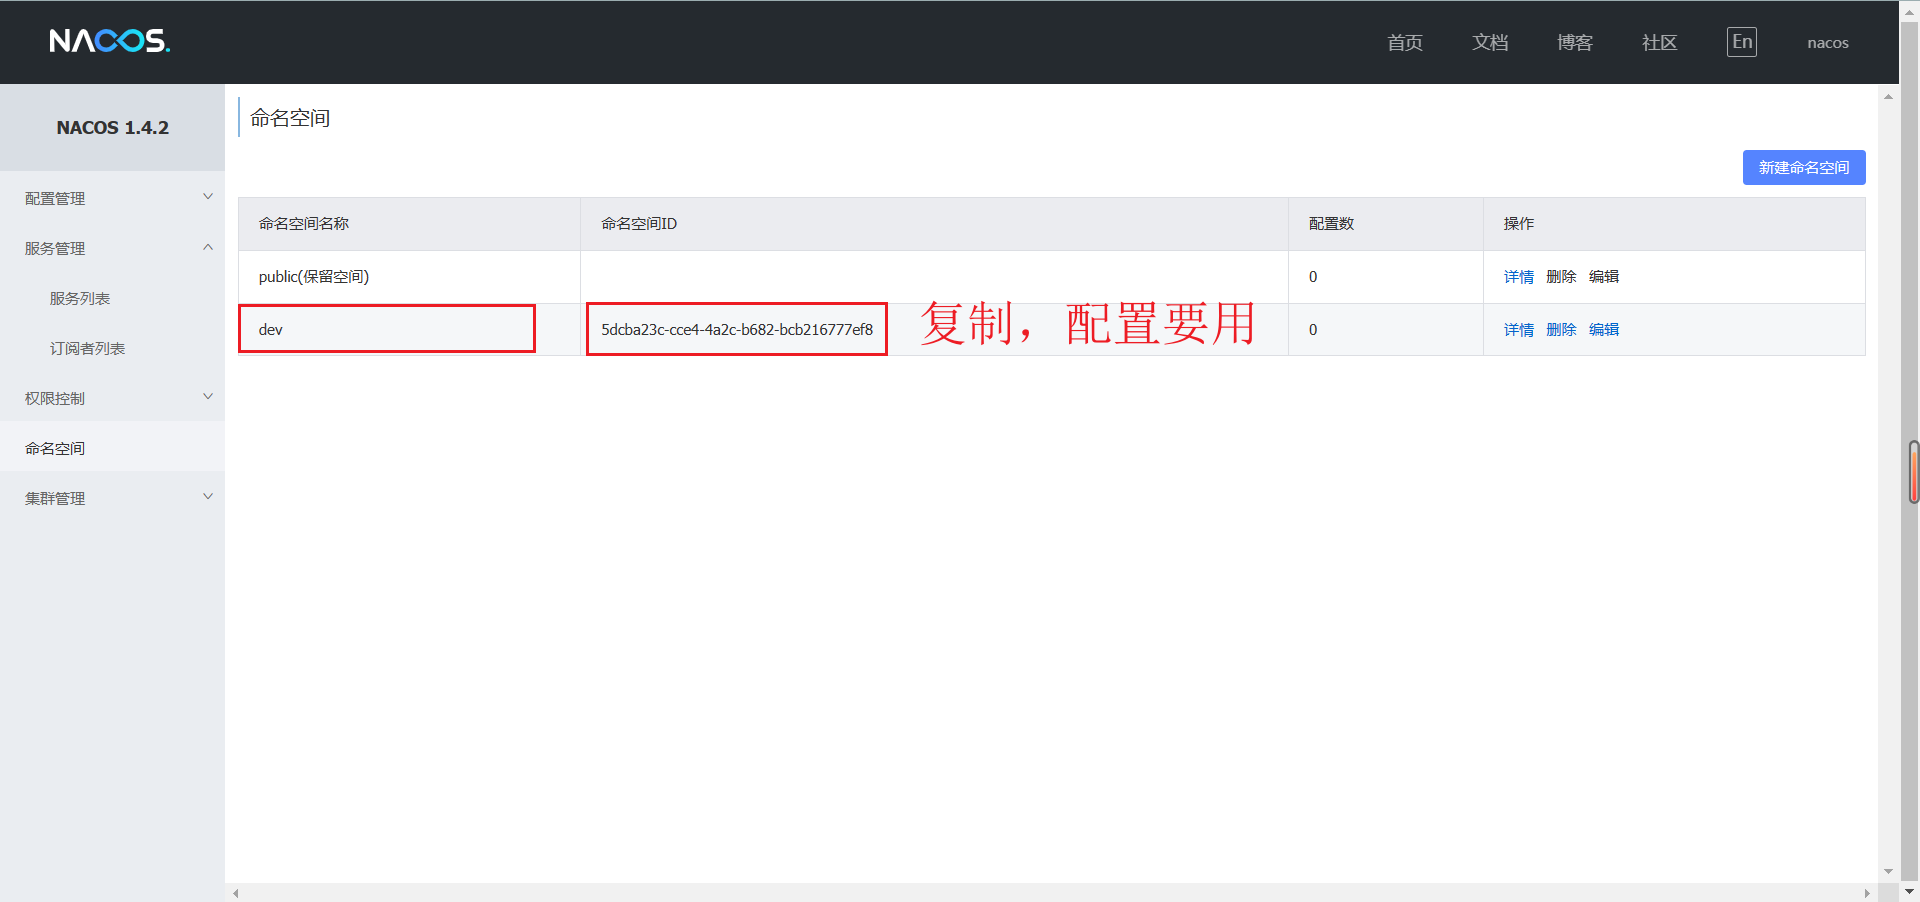 NACOS.
首页 文档 博客 社区 En nacos
NACOS 1.4.2
配置管理
服务管理
服务列表
订阅者列表
权限控制
命名空间
集群管理
命名空间
新建命名空间
命名空间名称 命名空间ID 配置数 操作
public(保留空间) 0 详情 删除 编辑
dev 5dcba23c-cce4-4a2c-b682-bcb216777ef8 0 详情 删除 编辑
复制，配置要用